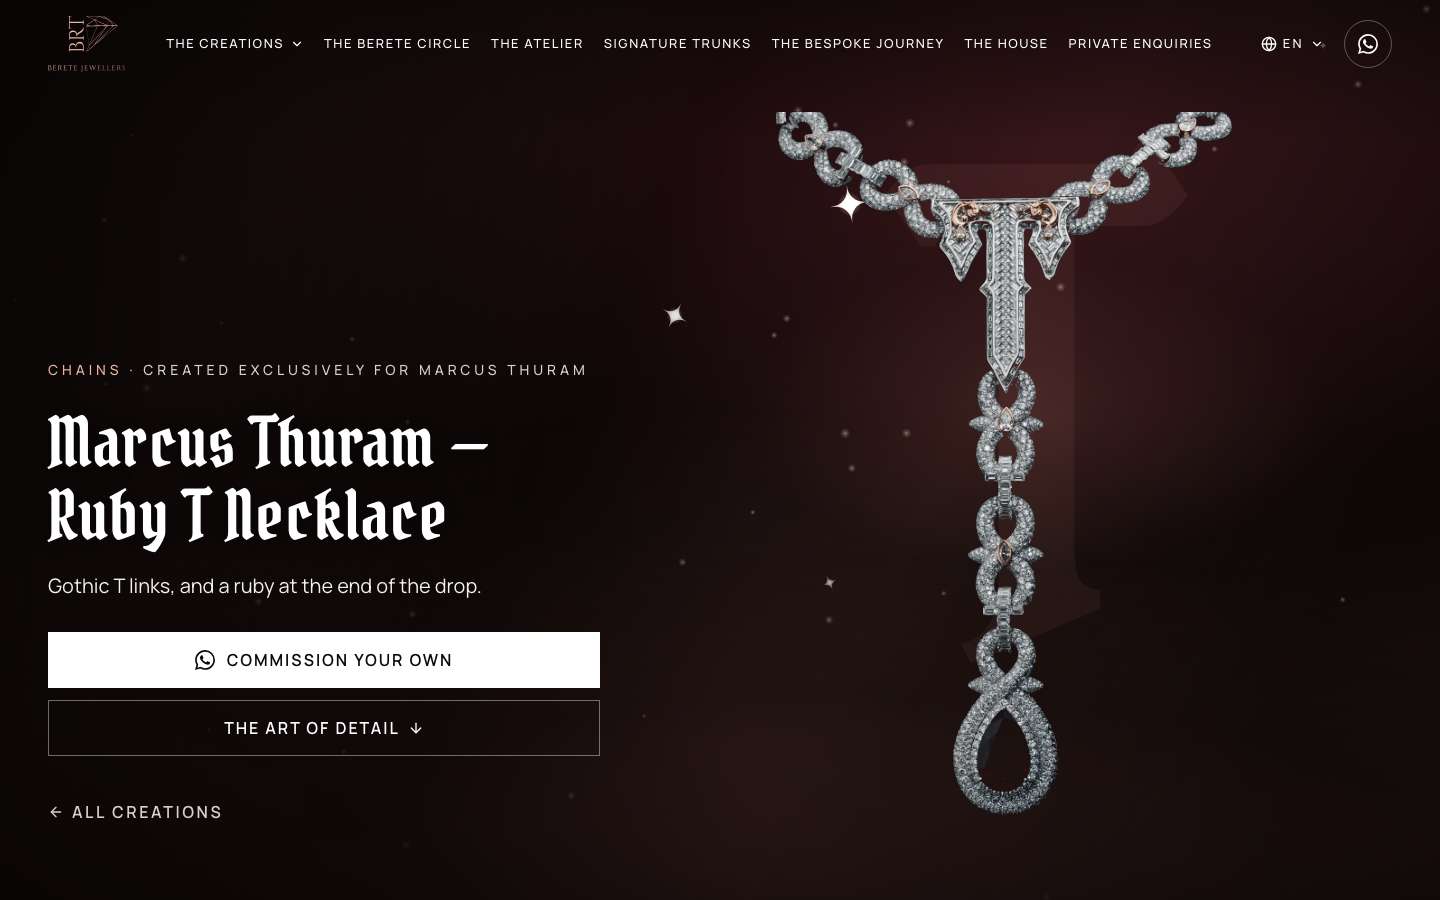 BRT
BERETE JEWELLERS
THE CREATIONS
THE BERETE CIRCLE
THE ATELIER
SIGNATURE TRUNKS
THE BESPOKE JOURNEY
THE HOUSE
PRIVATE ENQUIRIES
EN
CHAINS · CREATED EXCLUSIVELY FOR MARCUS THURAM
Marcus Thuram —
Ruby T Necklace
Gothic T links, and a ruby at the end of the drop.
COMMISSION YOUR OWN
THE ART OF DETAIL ↓
← ALL CREATIONS